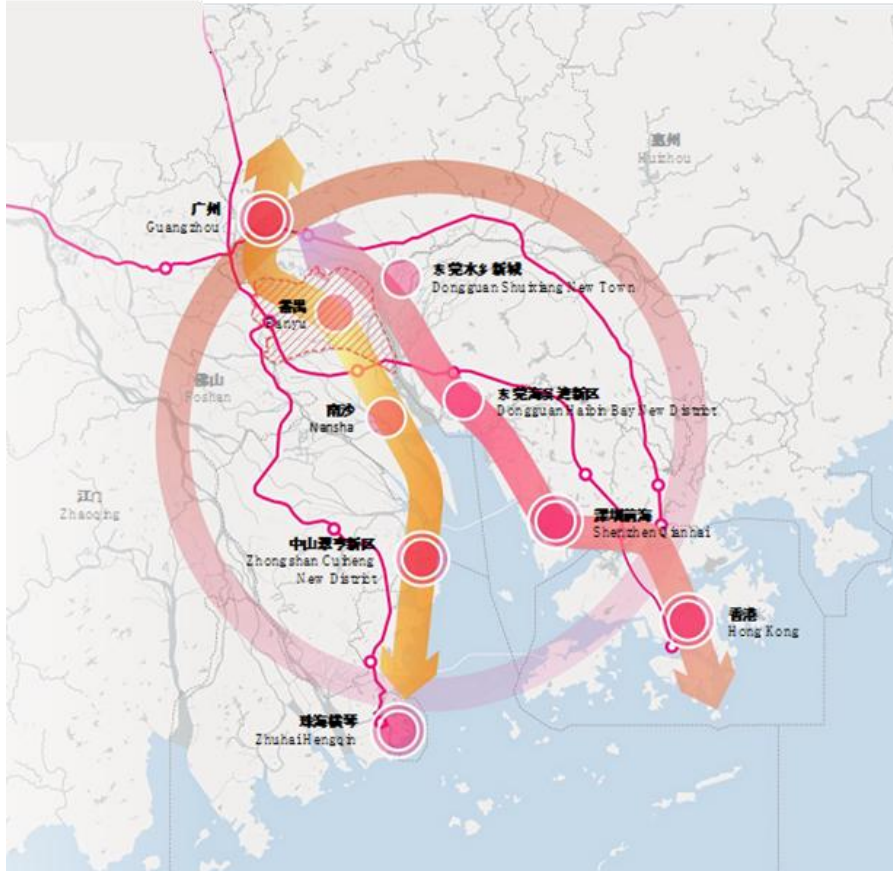 惠州
Huizhou
广州
Guangzhou
东莞水乡新城
Dongguan Shuixiang New Town
番禺
Panyu
佛山
Foshan
东莞海滨湾新区
Dongguan Haibin Bay New District
南沙
Nansha
江门
Zhaoqing
深圳前海
Shenzhen Qianhai
中山翠亨新区
Zhongshan Cuiheng
New District
香港
Hong Kong
珠海横琴
Zhuhai Hengqin